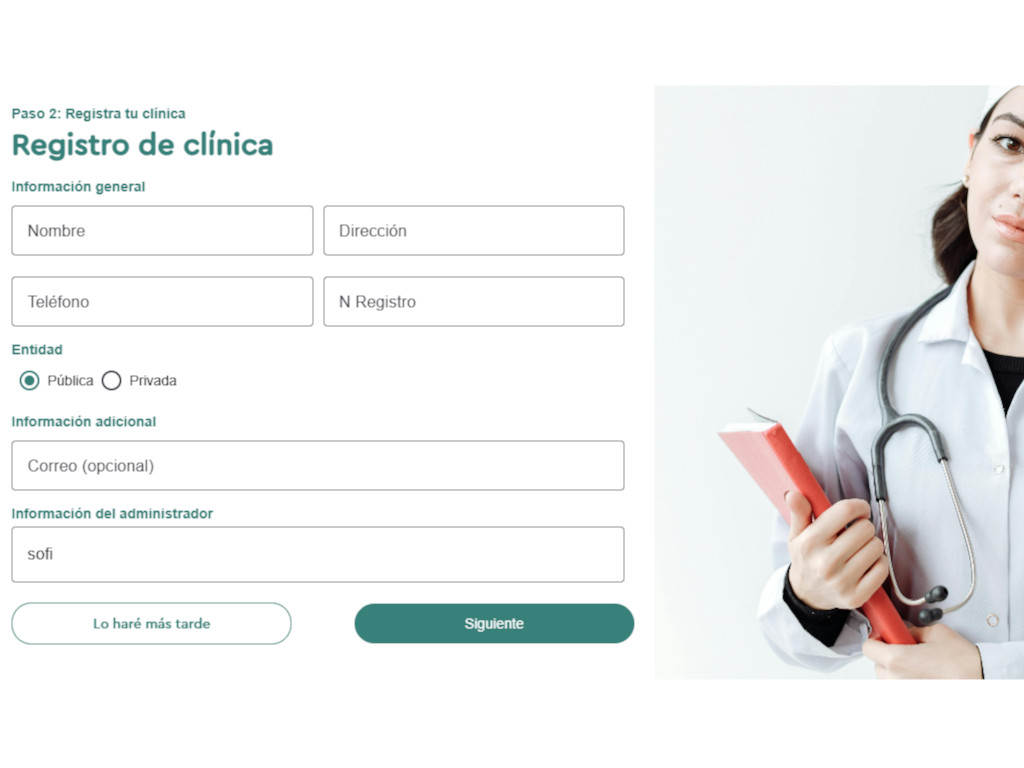 Paso 2: Registra tu clínica
Registro de clínica
Información general
Nombre
Dirección
Teléfono
N Registro
Entidad
Pública
Privada
Información adicional
Correo (opcional)
Información del administrador
sofi
Lo haré más tarde
Siguiente